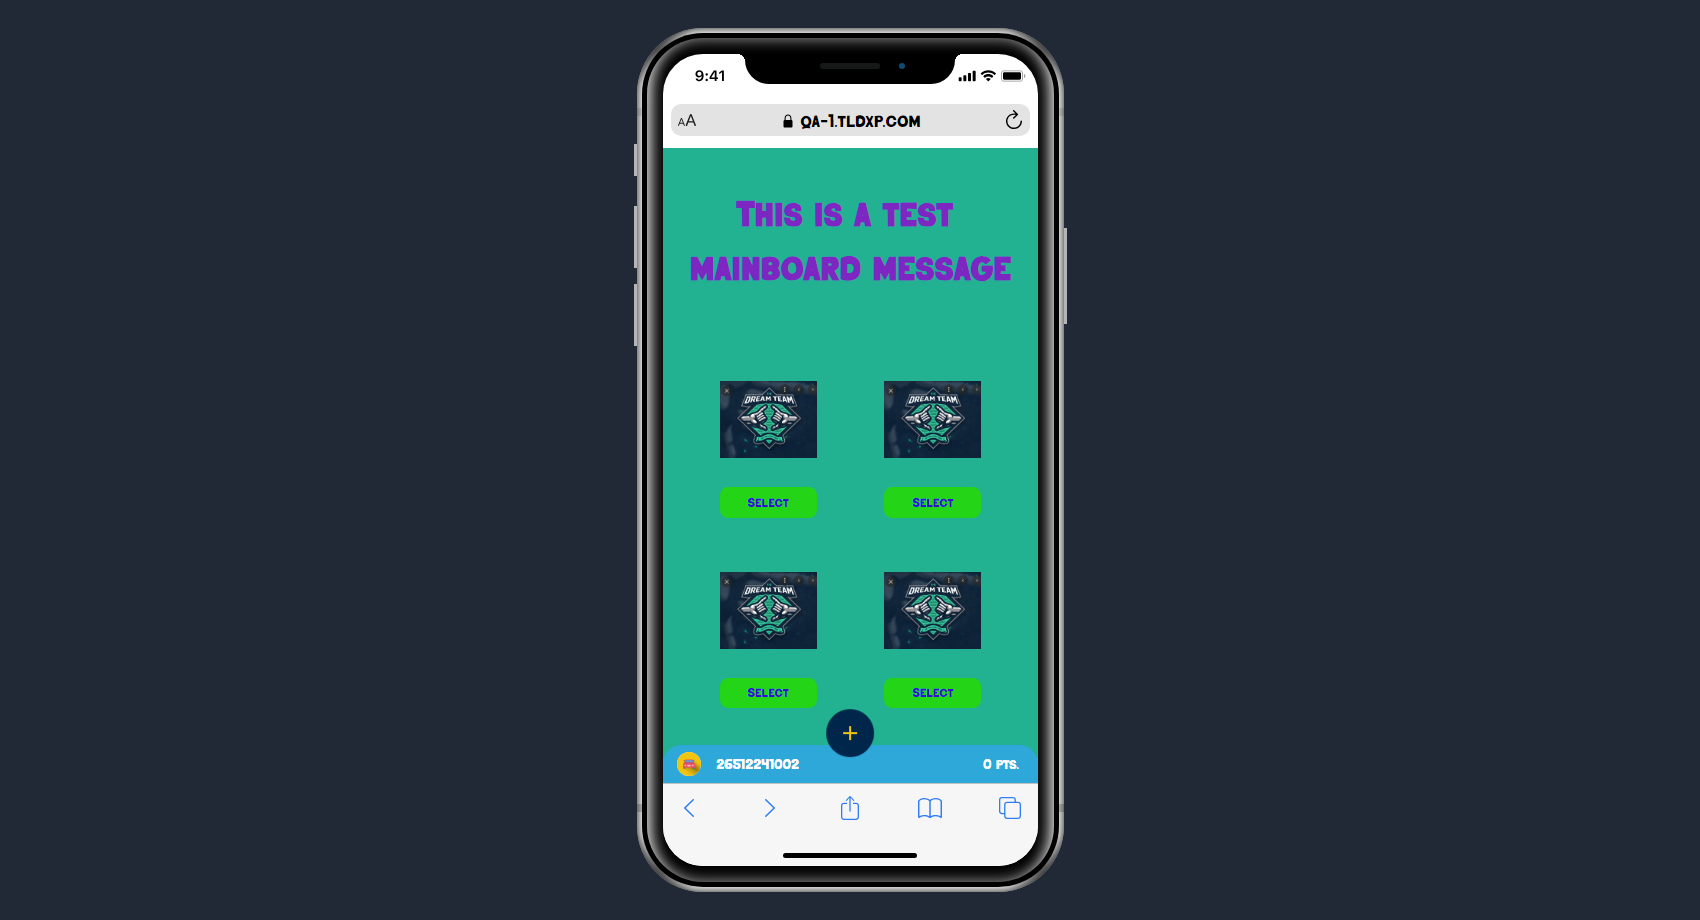 9:41
AA QA-1.TLDXP.COM
This is a test
mainboard message
DREAM TEAM DREAM TEAM
Select Select
DREAM TEAM DREAM TEAM
Select Select
+
26512241002 0 pts.